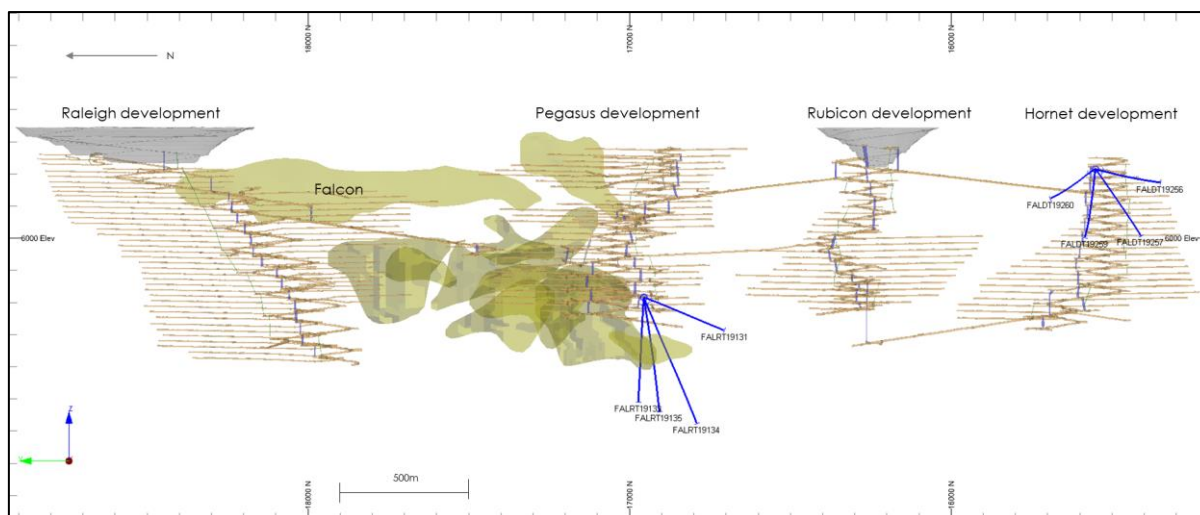 18000 N
17000 N
16000 N
N
Raleigh development
Pegasus development
Rubicon development
Hornet development
Falcon
FALDT19256
FALDT19260
6000 Elev
FALDT19259
FALDT19257
6000 Elev
FALRT19131
FALRT19135
FALRT19134
Z
500m
18000 N
17000 N
16000 N